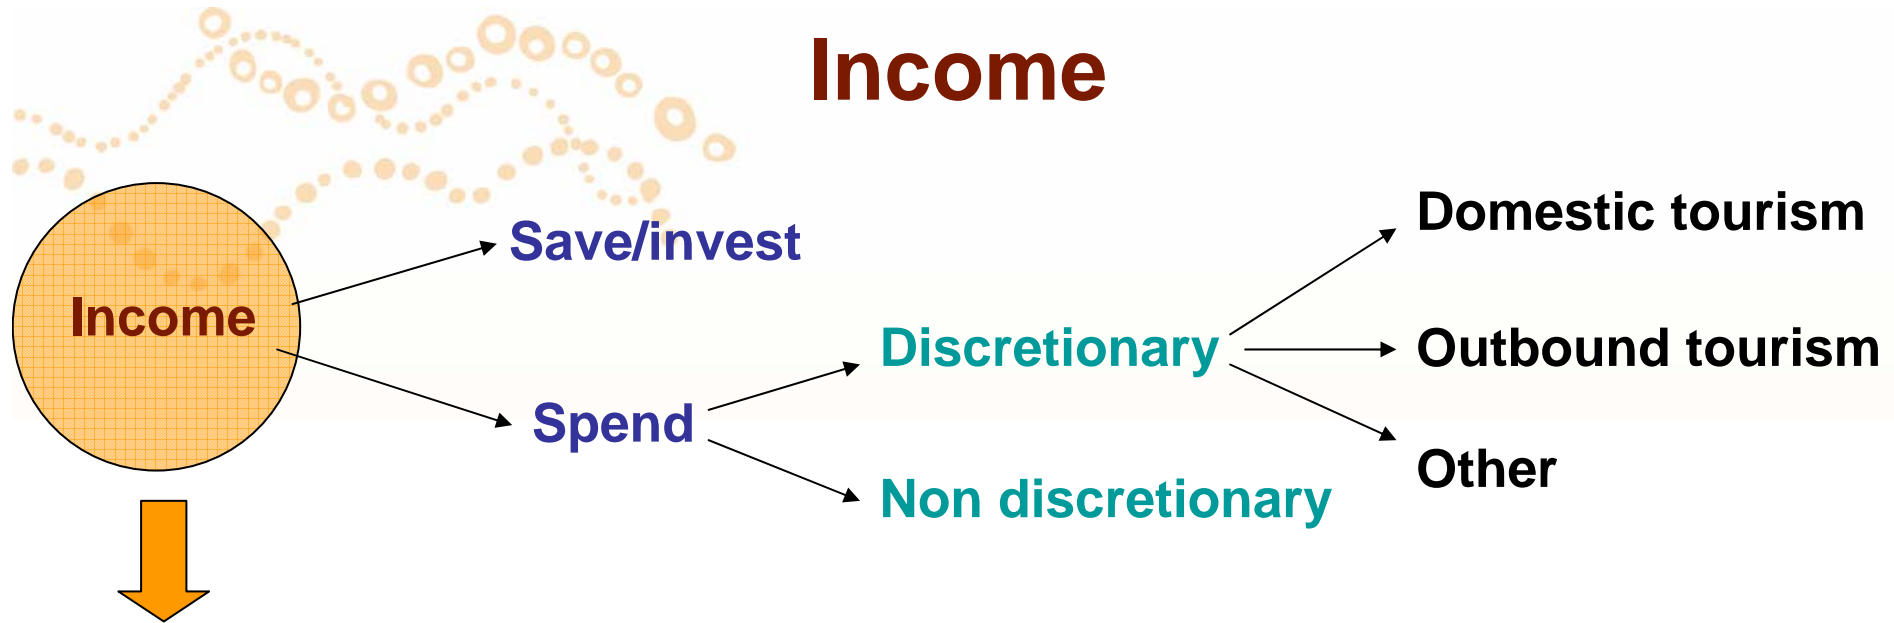 Income
Income
Save/invest
Spend
Discretionary
Non discretionary
Domestic tourism
Outbound tourism
Other